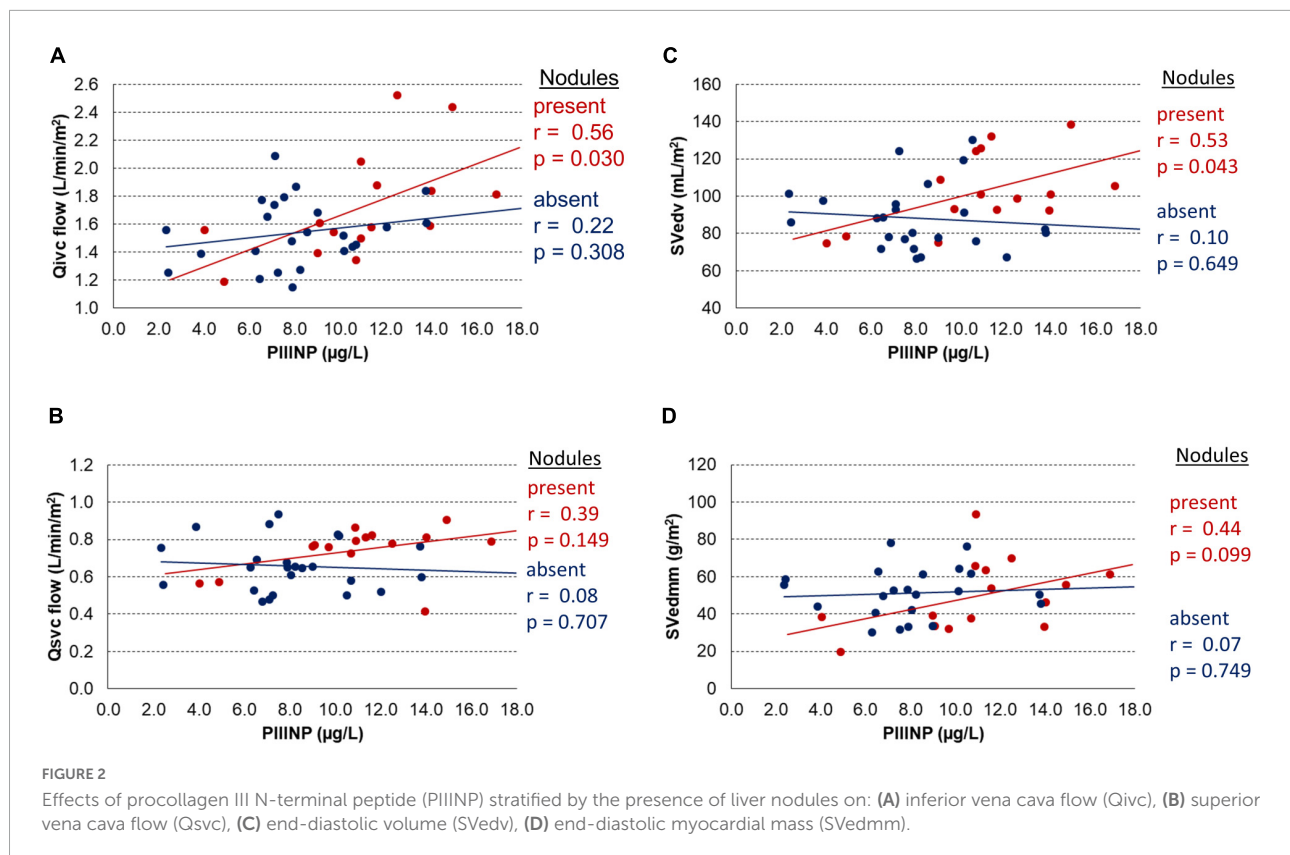 A
Qivc flow (L/min/m²)
2.6
2.4
2.2
2.0
1.8
1.6
1.4
1.2
1.0
0.0 2.0 4.0 6.0 8.0 10.0 12.0 14.0 16.0 18.0
PIIINP (µg/L)
Nodules
present
r = 0.56
p = 0.030
absent
r = 0.22
p = 0.308
C
SVedv (mL/m²)
160
140
120
100
80
60
40
0.0 2.0 4.0 6.0 8.0 10.0 12.0 14.0 16.0 18.0
PIIINP (µg/L)
Nodules
present
r = 0.53
p = 0.043
absent
r = 0.10
p = 0.649
B
Qsvc flow (L/min/m²)
1.2
1.0
0.8
0.6
0.4
0.2
0.0
0.0 2.0 4.0 6.0 8.0 10.0 12.0 14.0 16.0 18.0
PIIINP (µg/L)
Nodules
present
r = 0.39
p = 0.149
absent
r = 0.08
p = 0.707
D
SVedmm (g/m²)
120
100
80
60
40
20
0
0.0 2.0 4.0 6.0 8.0 10.0 12.0 14.0 16.0 18.0
PIIINP (µg/L)
Nodules
present
r = 0.44
p = 0.099
absent
r = 0.07
p = 0.749
FIGURE 2
Effects of procollagen III N-terminal peptide (PIIINP) stratified by the presence of liver nodules on: (A) inferior vena cava flow (Qivc), (B) superior
vena cava flow (Qsvc), (C) end-diastolic volume (SVedv), (D) end-diastolic myocardial mass (SVedmm).